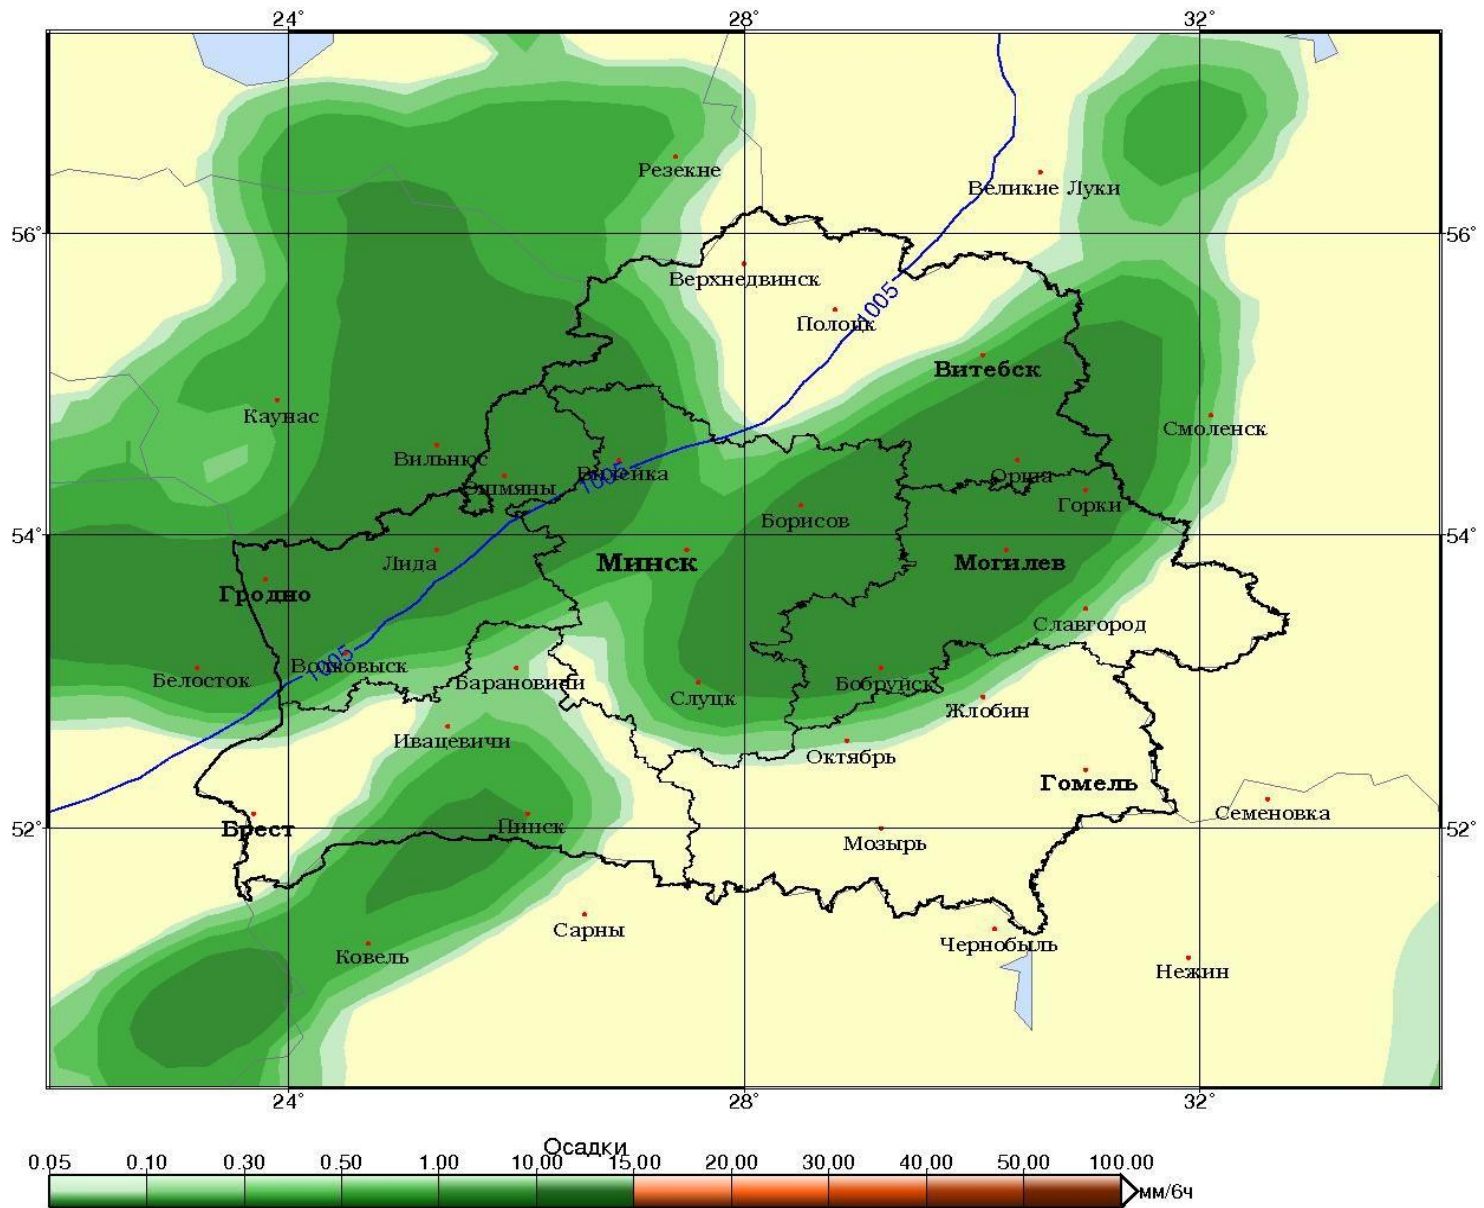 24° 28° 32°
Резекне
Великие Луки
56° 56°
Верхнедвинск
1005
Полоцк
Витебск
Каунас
Смоленск
Вильнюс
Вилейка
1005
Ошмяны
Орша
Горки
Борисов
54° 54°
Лида
Минск
Могилев
Гродно
Славгород
1005
Волковыск
Белосток
Барановичи
Слуцк
Бобруйск
Жлобин
Ивацевичи
Октябрь
Гомель
Семеновка
52° 52°
Брест
Пинск
Мозырь
Сарны
Чернобыль
Ковель
Нежин
24° 28° 32°
Осадки
0.05 0.10 0.30 0.50 1.00 10.00 15.00 20.00 30.00 40.00 50.00 100.00
мм/6ч